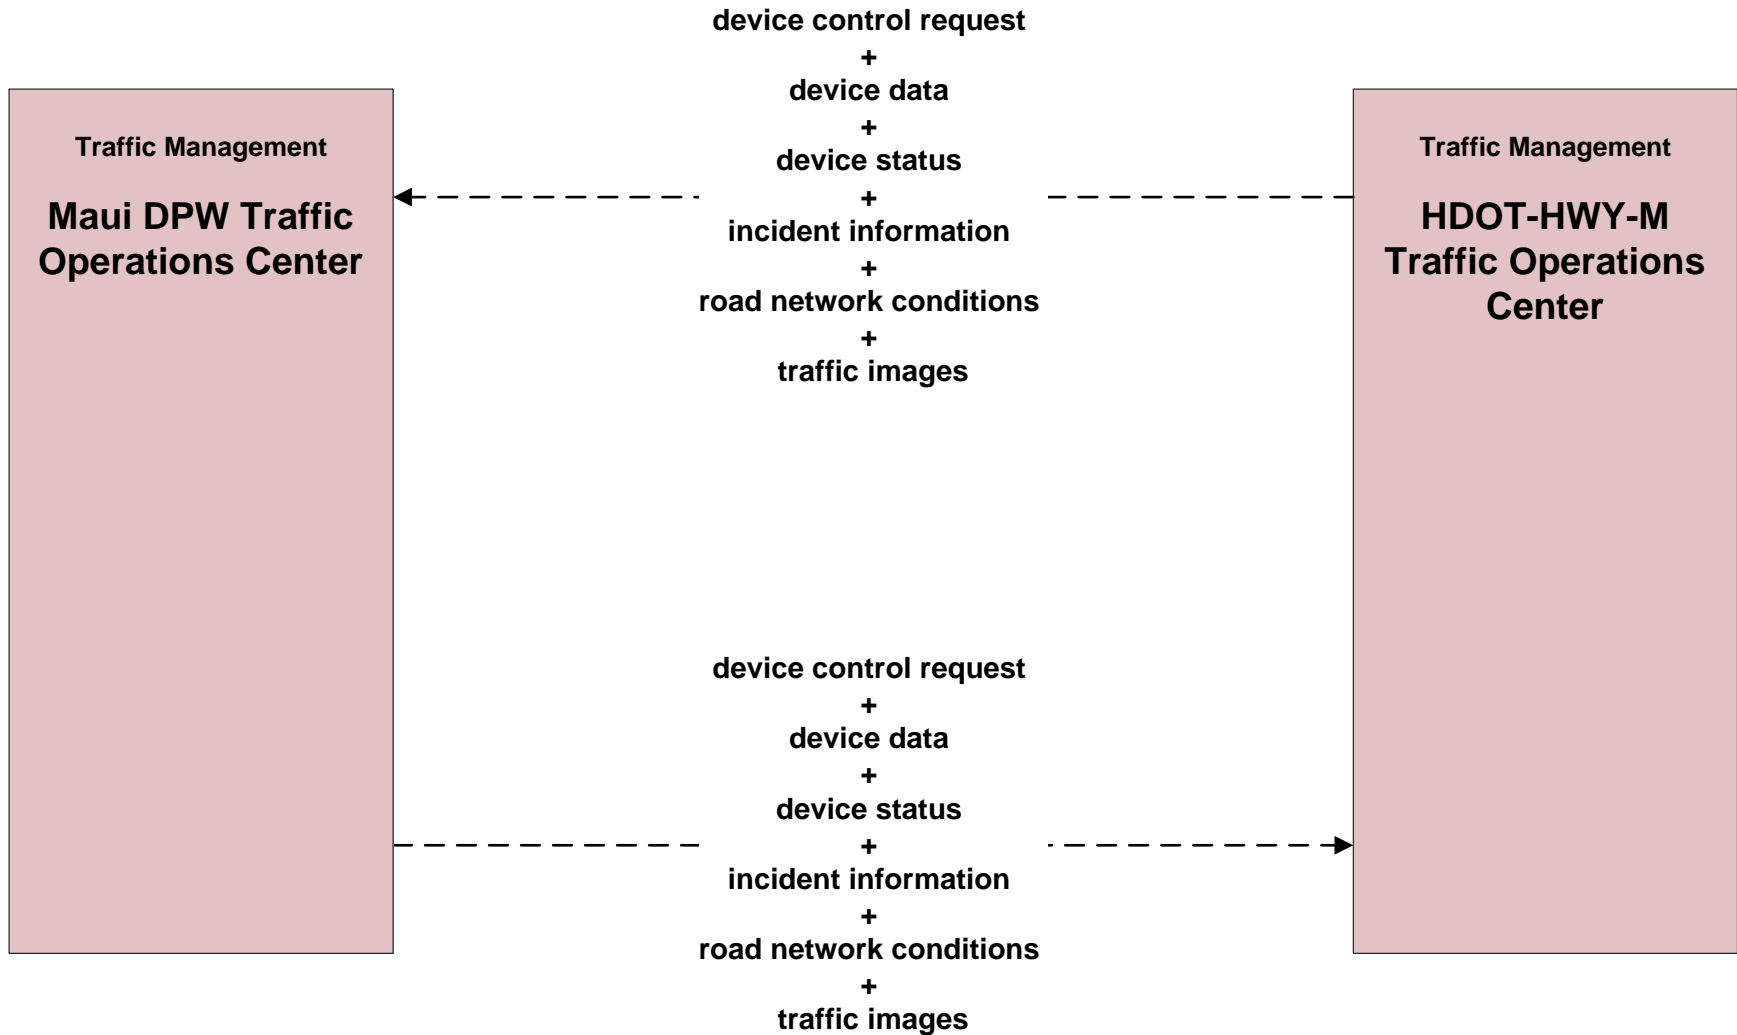 Traffic Management
Maui DPW Traffic
Operations Center
device control request
+
device data
+
device status
+
incident information
+
road network conditions
+
traffic images
Traffic Management
HDOT-HWY-M
Traffic Operations
Center
device control request
+
device data
+
device status
+
incident information
+
road network conditions
+
traffic images